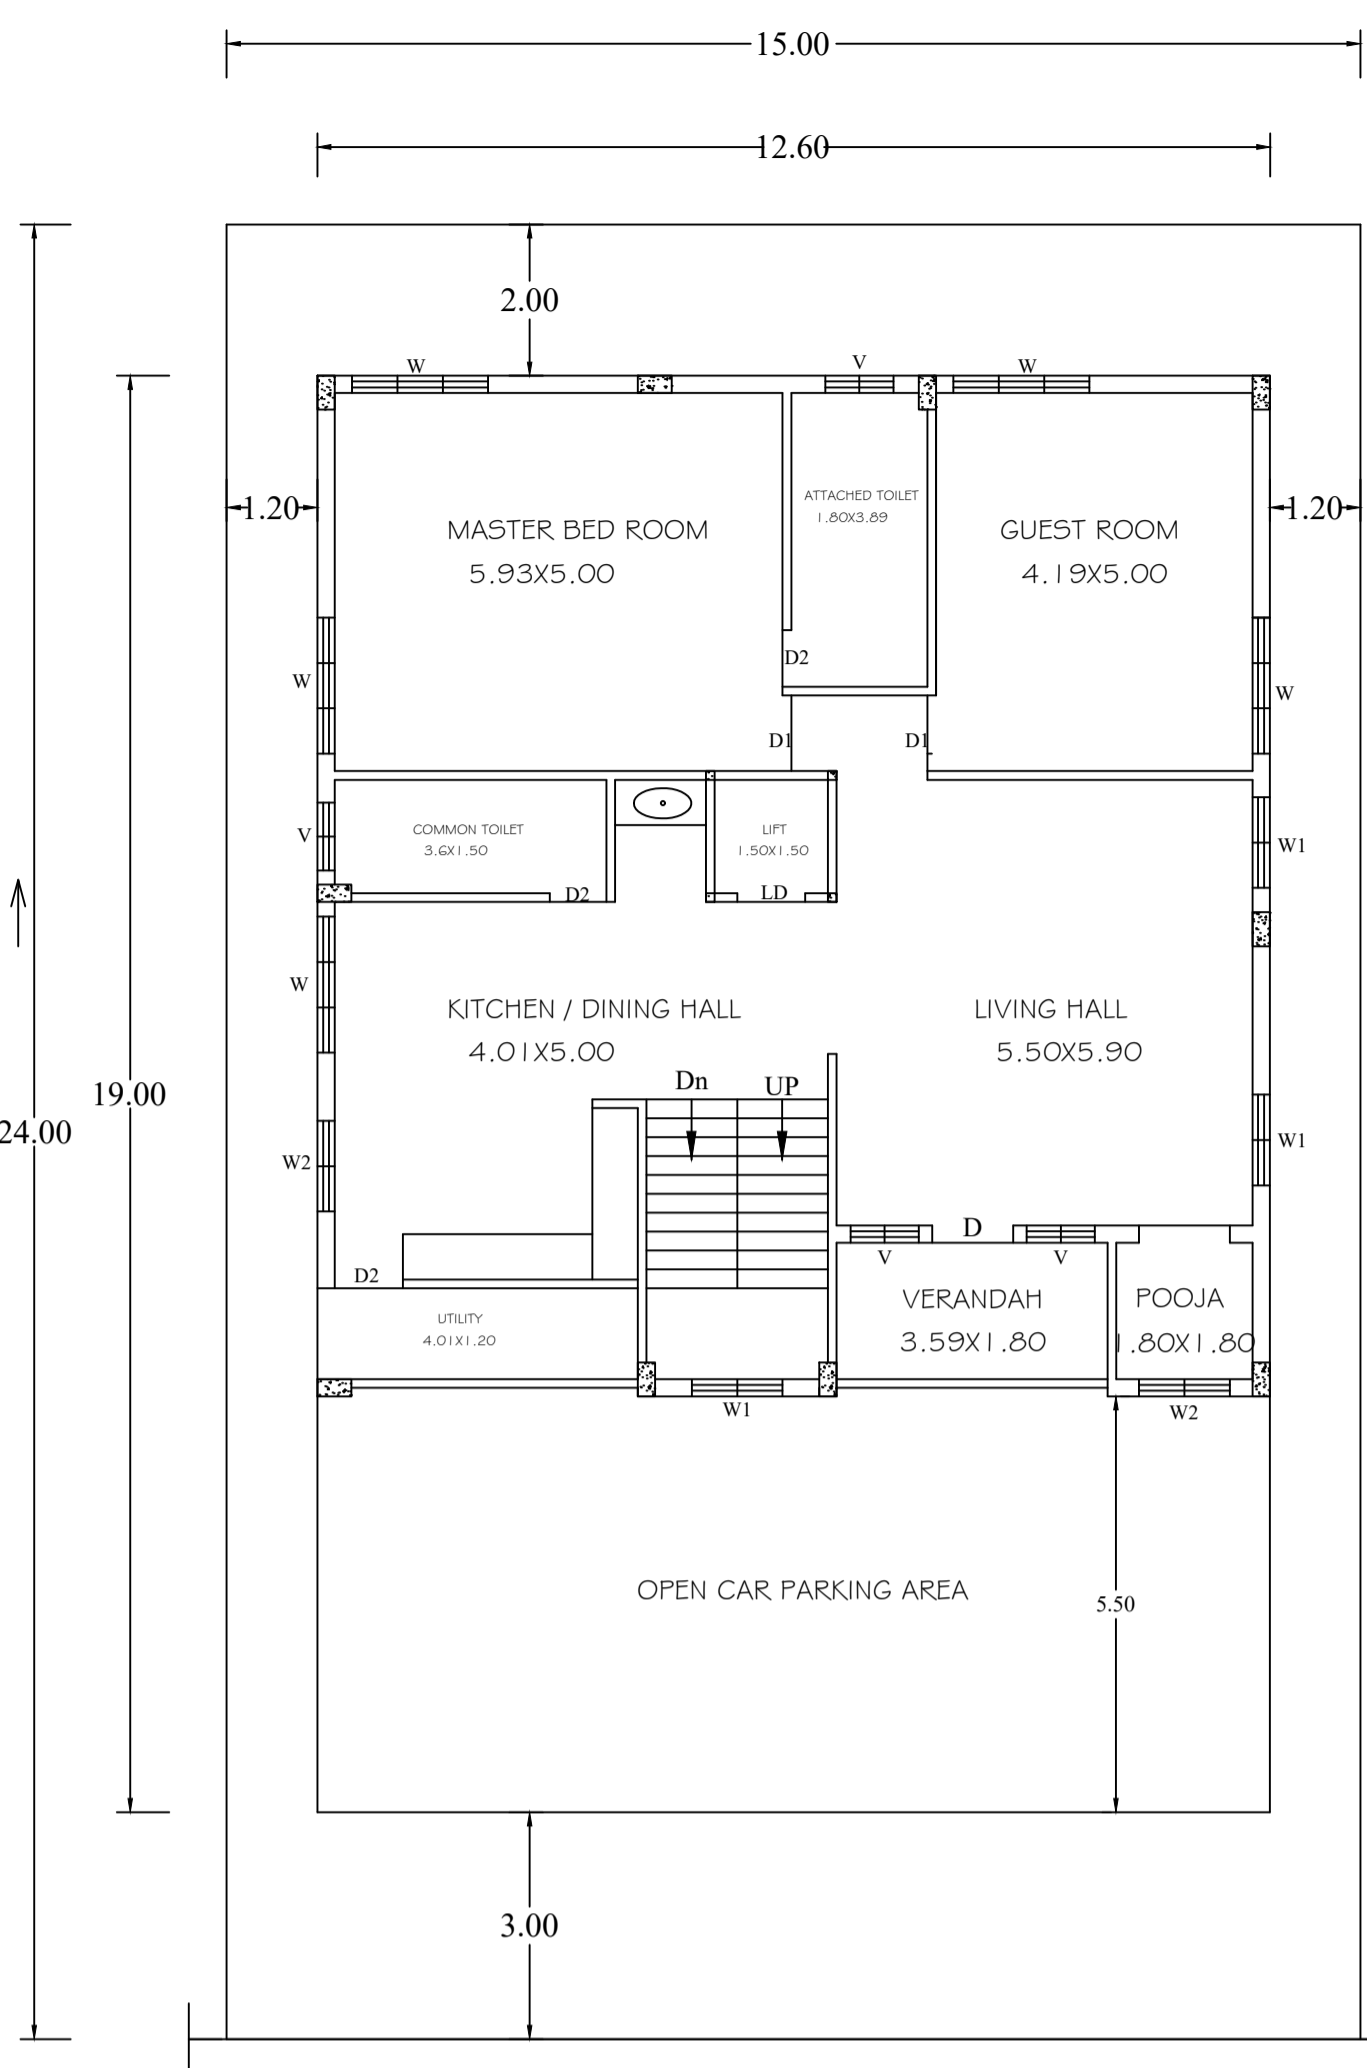 15.00
12.60
2.00
W
V
W
1.20
1.20
ATTACHED TOILET
1.80X3.89
MASTER BED ROOM
5.93X5.00
GUEST ROOM
4.19X5.00
D2
W
W
D1
D1
COMMON TOILET
3.6X1.50
LIFT
1.50X1.50
V
W1
D2
LD
W
KITCHEN / DINING HALL
4.01X5.00
LIVING HALL
5.50X5.90
Dn
UP
19.00
24.00
W2
W1
D
V
V
D2
UTILITY
4.01X1.20
VERANDAH
3.59X1.80
POOJA
1.80X1.80
W1
W2
OPEN CAR PARKING AREA
5.50
3.00